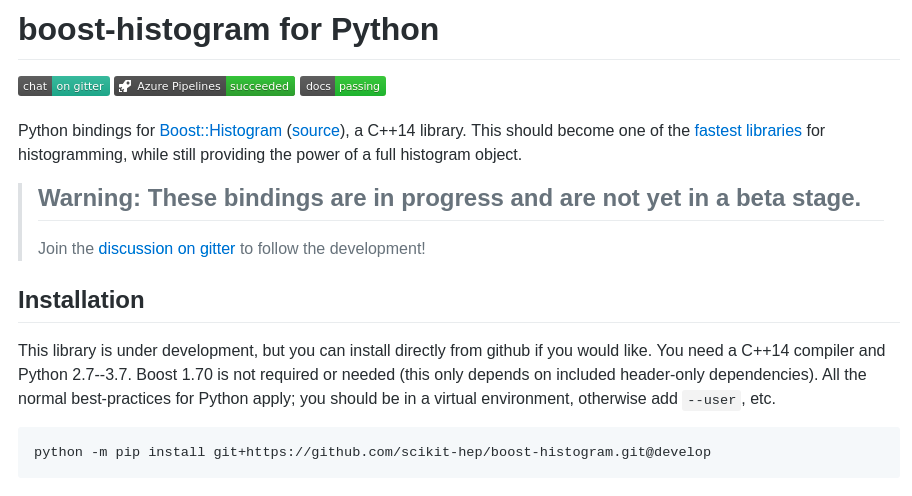 boost-histogram for Python
chat on gitter Azure Pipelines succeeded docs passing
Python bindings for Boost::Histogram (source), a C++14 library. This should become one of the fastest libraries for
histogramming, while still providing the power of a full histogram object.
Warning: These bindings are in progress and are not yet in a beta stage.
Join the discussion on gitter to follow the development!
Installation
This library is under development, but you can install directly from github if you would like. You need a C++14 compiler and
Python 2.7--3.7. Boost 1.70 is not required or needed (this only depends on included header-only dependencies). All the
normal best-practices for Python apply; you should be in a virtual environment, otherwise add --user, etc.
python -m pip install git+https://github.com/scikit-hep/boost-histogram.git@develop